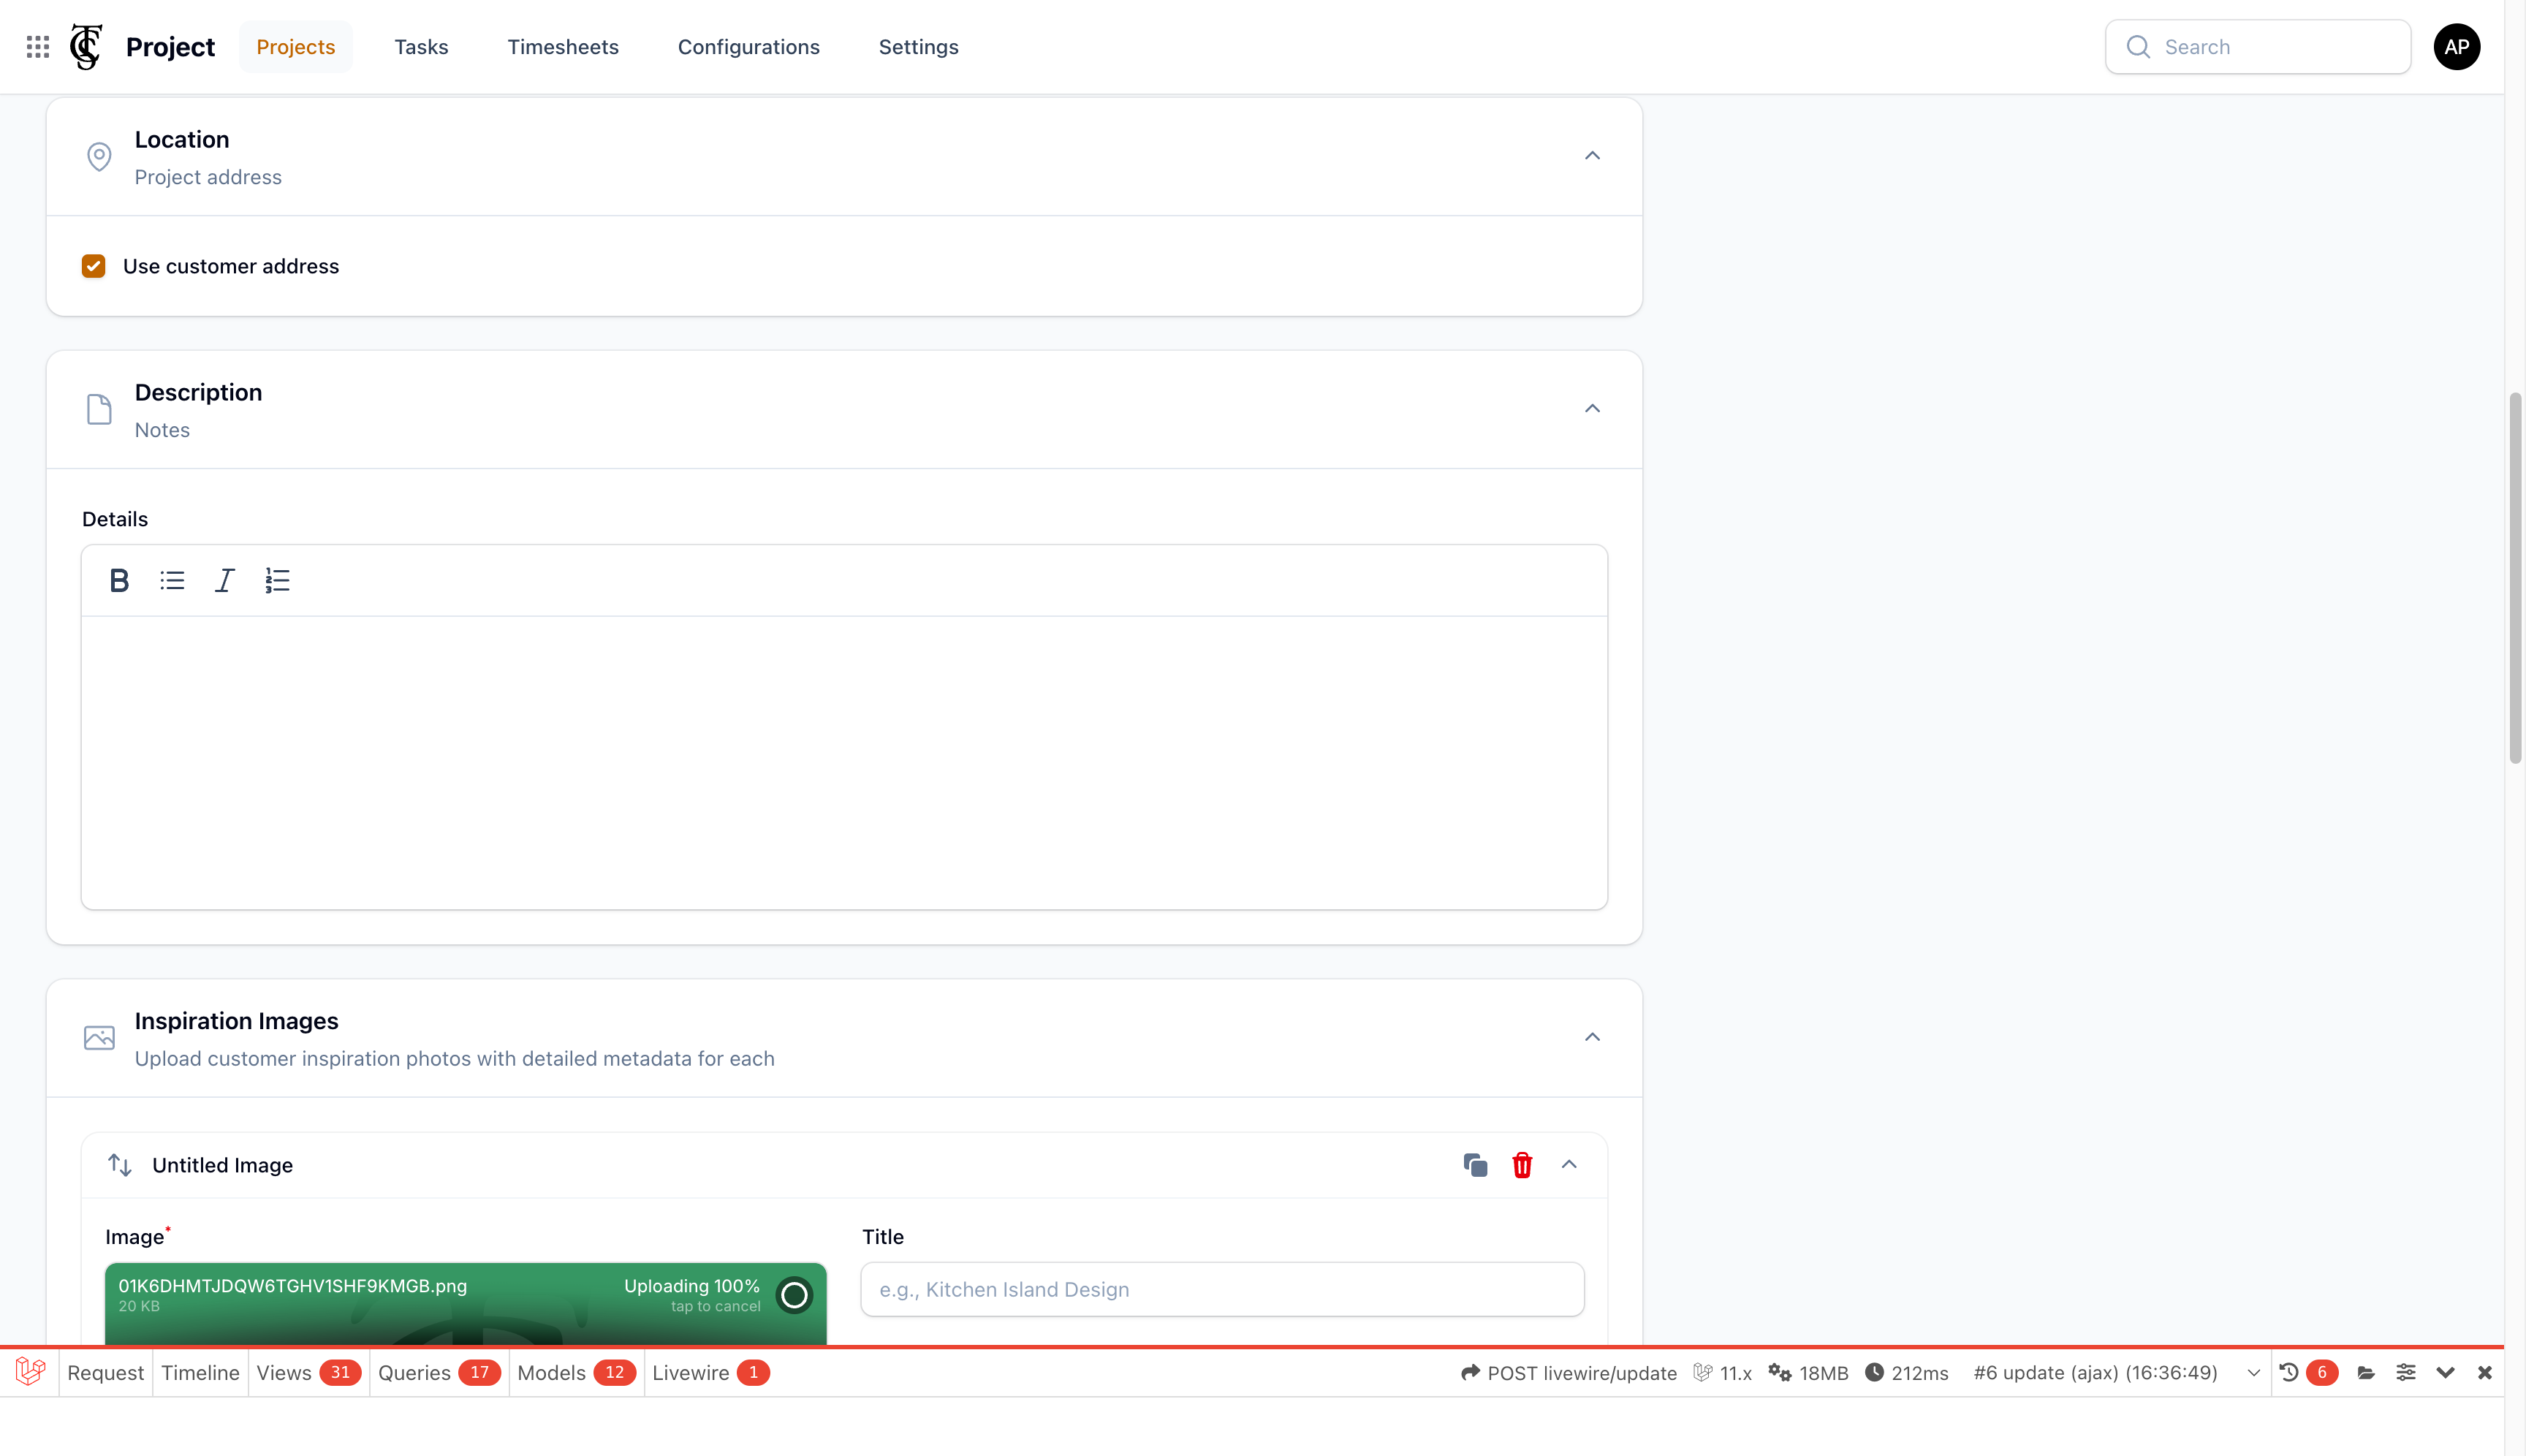 Project
Projects
Tasks
Timesheets
Configurations
Settings
Search
AP
Location
Project address
Use customer address
Description
Notes
Details
Inspiration Images
Upload customer inspiration photos with detailed metadata for each
Untitled Image
Image*
Title
01K6DHMTJDQW6TGHV1SHF9KMGB.png
20 KB
Uploading 100%
tap to cancel
e.g., Kitchen Island Design
Request
Timeline
Views 31
Queries 17
Models 12
Livewire 1
POST livewire/update
11.x
18MB
212ms
#6 update (ajax) (16:36:49)
6